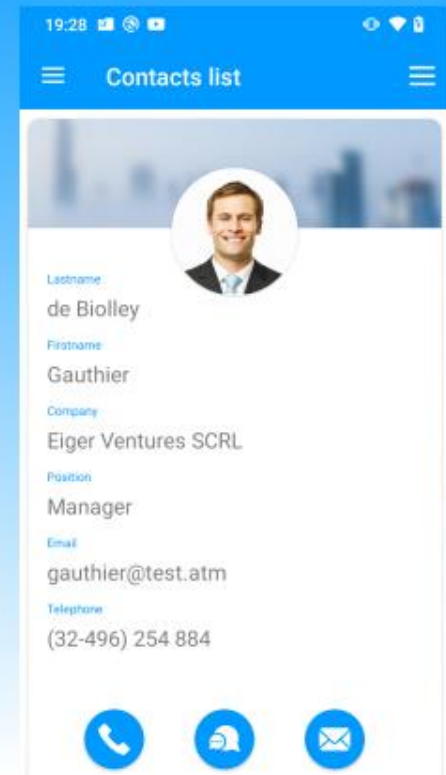 19:28
Contacts list
Lastname
de Biolley
Firstname
Gauthier
Company
Eiger Ventures SCRL
Position
Manager
Email
gauthier@test.atm
Telephone
(32-496) 254 884